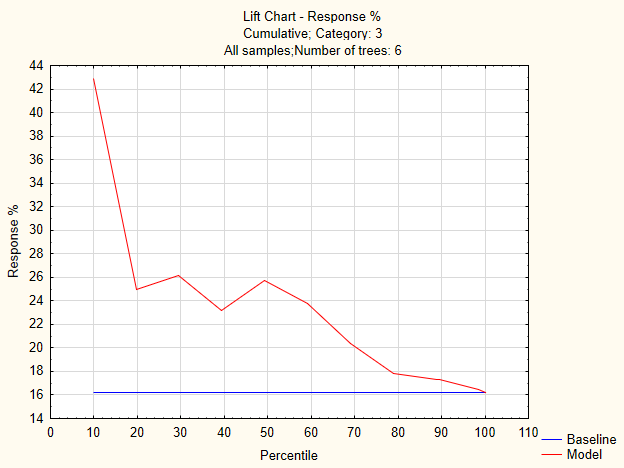 Lift Chart - Response %
Cumulative; Category: 3
All samples;Number of trees: 6
44
42
40
38
36
34
32
30
28
26
24
22
20
18
16
14
Response %
0 10 20 30 40 50 60 70 80 90 100 110
Percentile
Baseline
Model